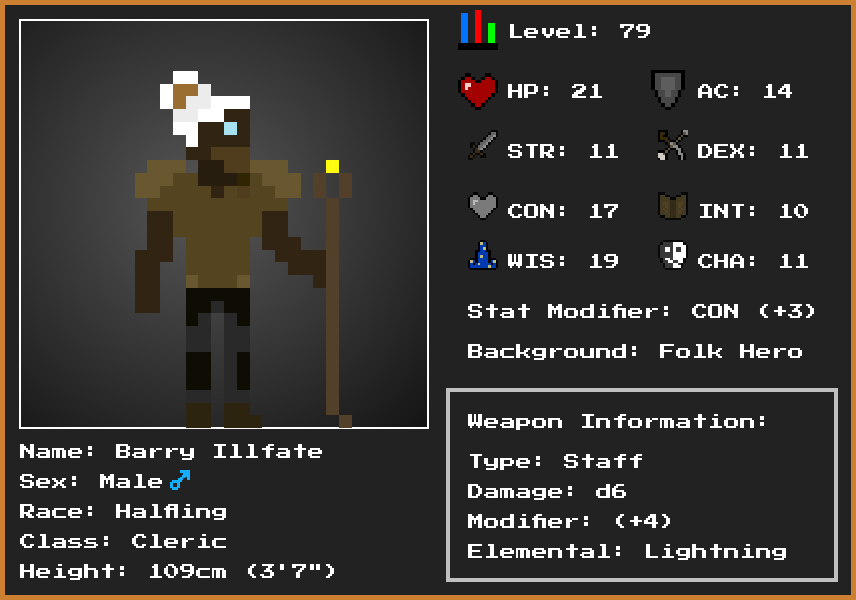 Level: 79
HP: 21
AC: 14
STR: 11
DEX: 11
CON: 17
INT: 10
WIS: 19
CHA: 11
Stat Modifier: CON (+3)
Background: Folk Hero
Weapon Information:
Type: Staff
Damage: d6
Modifier: (+4)
Elemental: Lightning
Name: Barry Illfate
Sex: Male ♂
Race: Halfling
Class: Cleric
Height: 109cm (3'7")